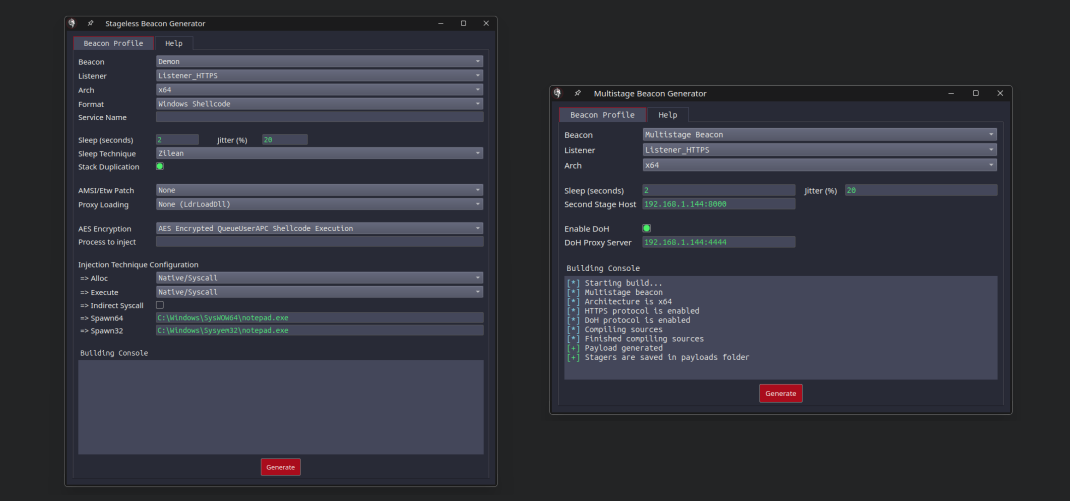 Stageless Beacon Generator
Beacon Profile Help
Beacon Demon
Listener Listener_HTTPS
Arch x64
Format Windows Shellcode
Service Name
Sleep (seconds) 2 Jitter (%) 20
Sleep Technique Zilean
Stack Duplication
AMSI/Etw Patch None
Proxy Loading None (LdrLoadDll)
AES Encryption AES Encrypted QueueUserAPC Shellcode Execution
Process to inject
Injection Technique Configuration
=> Alloc Native/Syscall
=> Execute Native/Syscall
=> Indirect Syscall
=> Spawn64 C:\Windows\SysWOW64\notepad.exe
=> Spawn32 C:\Windows\Sysyem32\notepad.exe
Building Console
Generate
Multistage Beacon Generator
Beacon Profile Help
Beacon Multistage Beacon
Listener Listener_HTTPS
Arch x64
Sleep (seconds) 2 Jitter (%) 20
Second Stage Host 192.168.1.144:8000
Enable DoH
DoH Proxy Server 192.168.1.144:4444
Building Console
[*] Starting build...
[*] Multistage beacon
[*] Architecture is x64
[*] HTTPS protocol is enabled
[*] DoH protocol is enabled
[*] Compiling sources
[*] Finished compiling sources
[+] Payload generated
[+] Stagers are saved in payloads folder
Generate